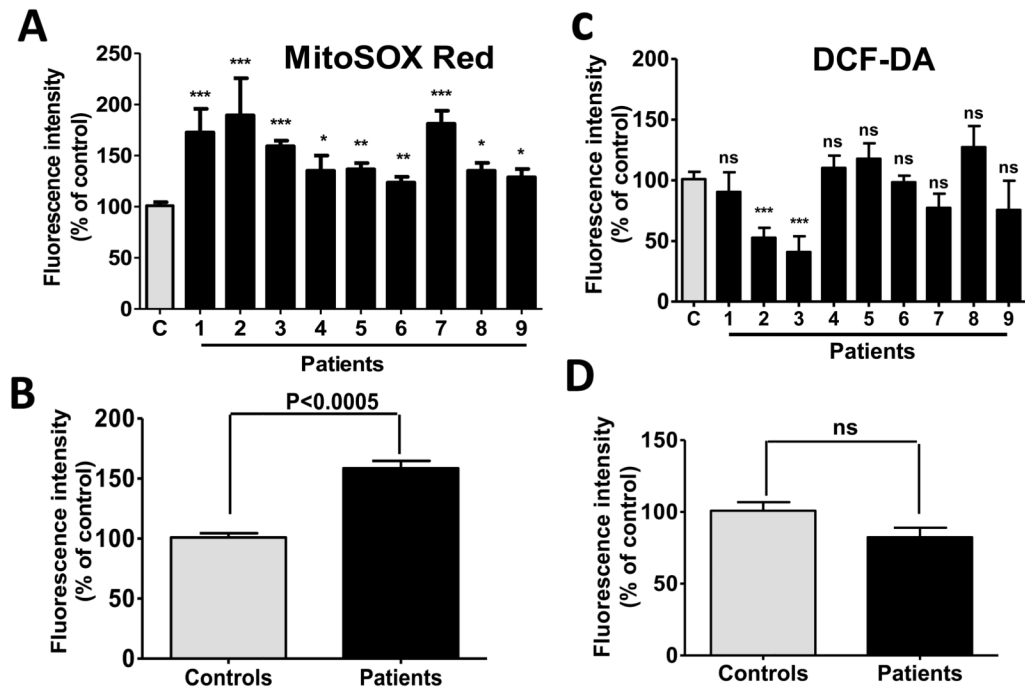 A
MitoSOX Red
Fluorescence intensity
(% of control)
250
200
150
100
50
0
*** *** *** * ** ** *** * *
C 1 2 3 4 5 6 7 8 9
Patients
C
DCF-DA
Fluorescence intensity
(% of control)
200
150
100
50
0
ns *** *** ns ns ns ns ns ns
C 1 2 3 4 5 6 7 8 9
Patients
B
P<0.0005
Fluorescence intensity
(% of control)
200
150
100
50
0
Controls Patients
D
ns
Fluorescence intensity
(% of control)
150
100
50
0
Controls Patients